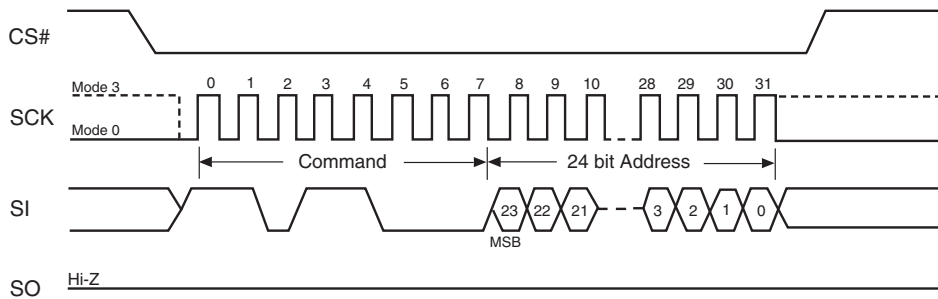 CS#
Mode 3
0 1 2 3 4 5 6 7 8 9 10 28 29 30 31
SCK
Mode 0
Command 24 bit Address
SI
23 22 21 3 2 1 0
MSB
Hi-Z
SO